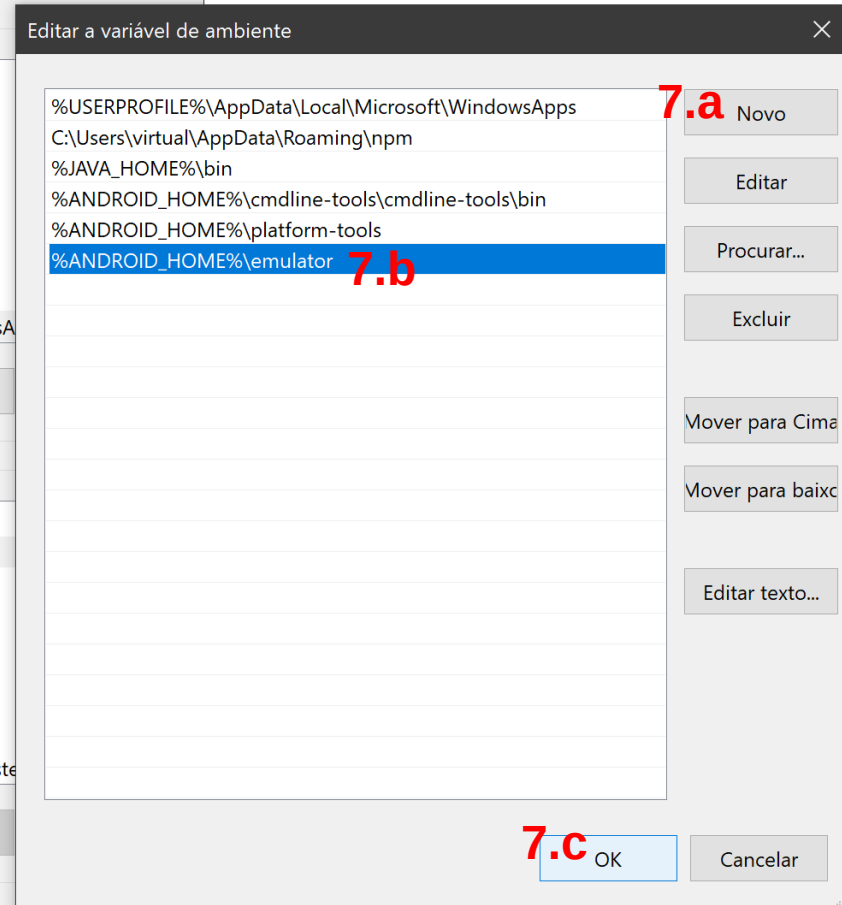 Editar a variável de ambiente
%USERPROFILE%\AppData\Local\Microsoft\WindowsApps
C:\Users\virtual\AppData\Roaming\npm
%JAVA_HOME%\bin
%ANDROID_HOME%\cmdline-tools\cmdline-tools\bin
%ANDROID_HOME%\platform-tools
%ANDROID_HOME%\emulator
7.b
7.a
Novo
Editar
Procurar...
Excluir
Mover para Cima
Mover para baixo
Editar texto...
7.c
OK
Cancelar